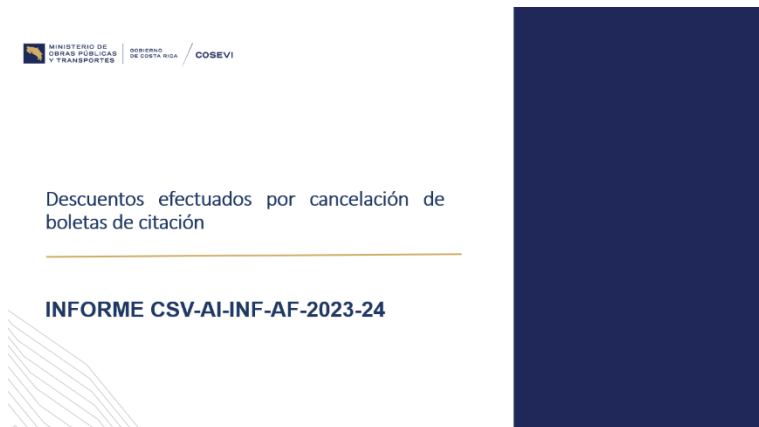 MINISTERIO DE
OBRAS PÚBLICAS
Y TRANSPORTES
GOBIERNO
DE COSTA RICA
COSEVI
Descuentos efectuados por cancelación de
boletas de citación
INFORME CSV-AI-INF-AF-2023-24